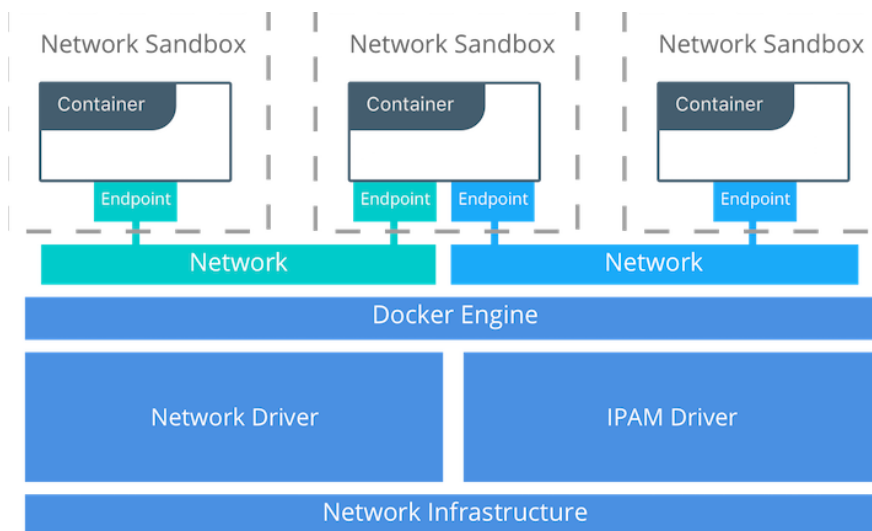 Network Sandbox
Network Sandbox
Network Sandbox
Container
Container
Container
Endpoint
Endpoint
Endpoint
Endpoint
Network
Network
Docker Engine
Network Driver
IPAM Driver
Network Infrastructure